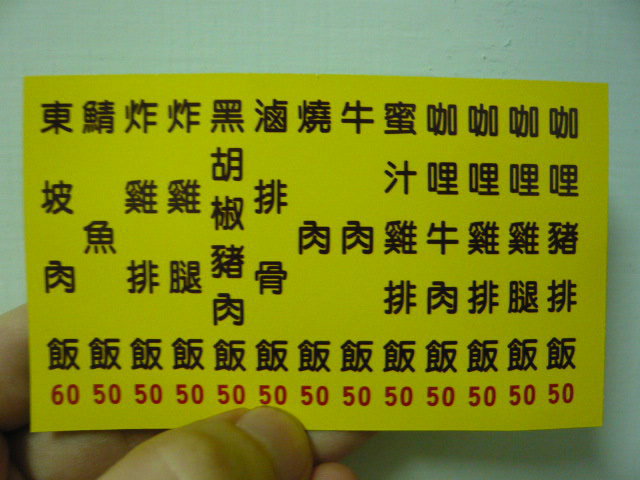 東坡肉飯 60
鯖魚飯 50
炸雞排飯 50
炸雞腿飯 50
黑胡椒豬肉飯 50
滷排骨飯 50
燒肉飯 50
牛肉飯 50
蜜汁雞排飯 50
咖哩牛肉飯 50
咖哩雞排飯 50
咖哩雞腿飯 50
咖哩豬排飯 50